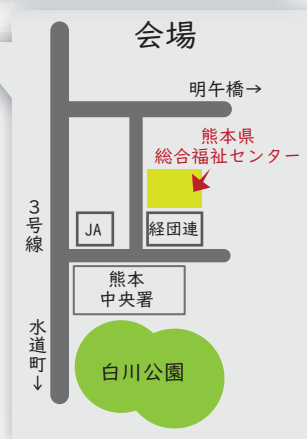 会場
明午橋→
熊本県
総合福祉センター
3号線
JA
経団連
熊本
中央署
水道町↓
白川公園